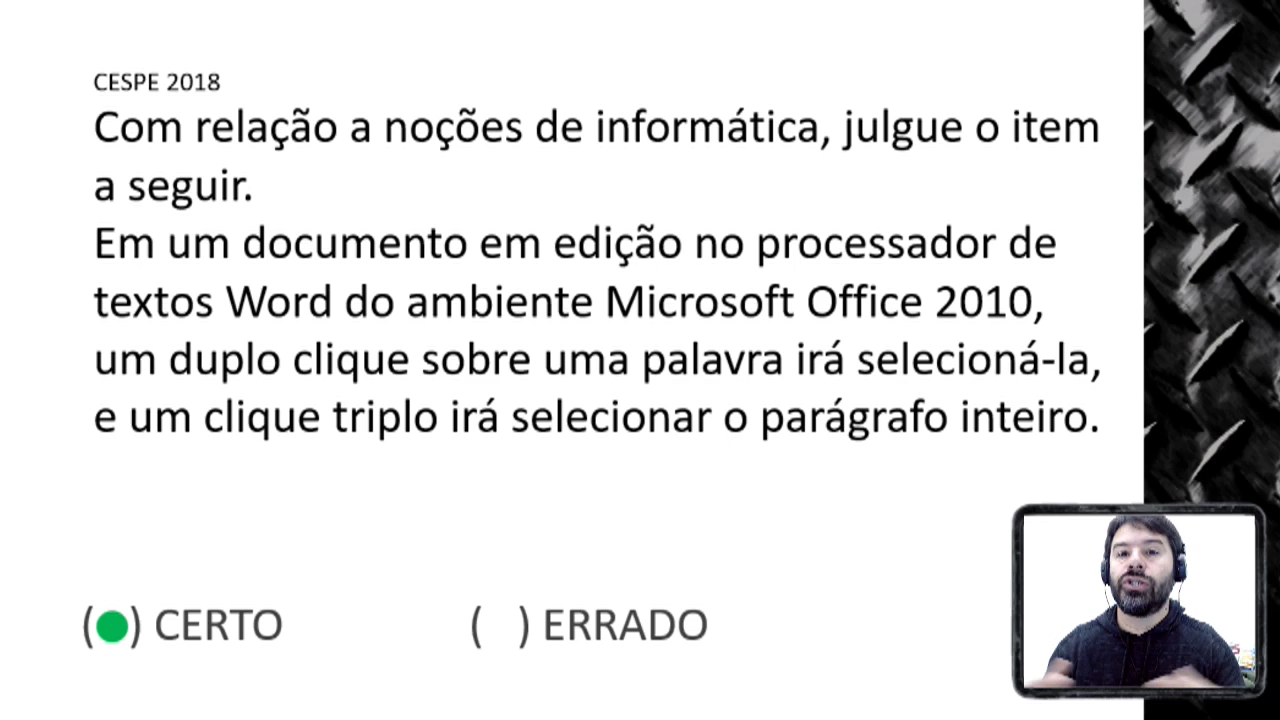 CESPE 2018
Com relação a noções de informática, julgue o item
a seguir.
Em um documento em edição no processador de
textos Word do ambiente Microsoft Office 2010,
um duplo clique sobre uma palavra irá selecioná-la,
e um clique triplo irá selecionar o parágrafo inteiro.
( ) CERTO ( ) ERRADO